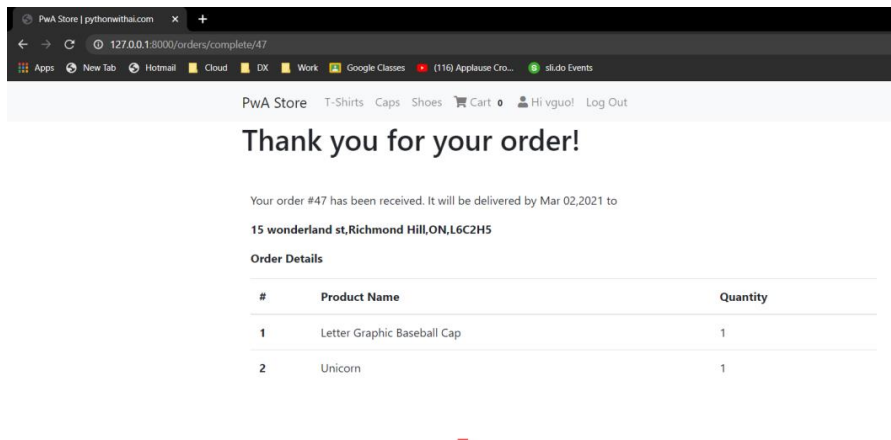 PwA Store | pythonwithai.com
127.0.0.1:8000/orders/complete/47
Apps New Tab Hotmail Cloud DX Work Google Classes (116) Applause Cro... sli.do Events
PwA Store T-Shirts Caps Shoes Cart 0 Hi vguo! Log Out
Thank you for your order!
Your order #47 has been received. It will be delivered by Mar 02,2021 to
15 wonderland st,Richmond Hill,ON,L6C2H5
Order Details
# Product Name Quantity
1 Letter Graphic Baseball Cap 1
2 Unicorn 1